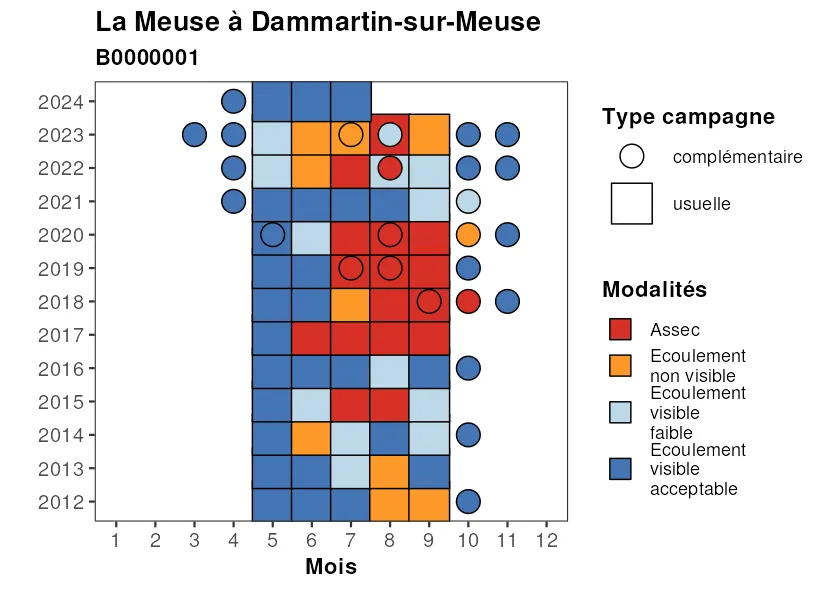 La Meuse à Dammartin-sur-Meuse
B0000001
2024
2023
2022
2021
2020
2019
2018
2017
2016
2015
2014
2013
2012
1 2 3 4 5 6 7 8 9 10 11 12
Mois
Type campagne
complémentaire
usuelle
Modalités
Assec
Ecoulement
non visible
Ecoulement
visible
faible
Ecoulement
visible
acceptable